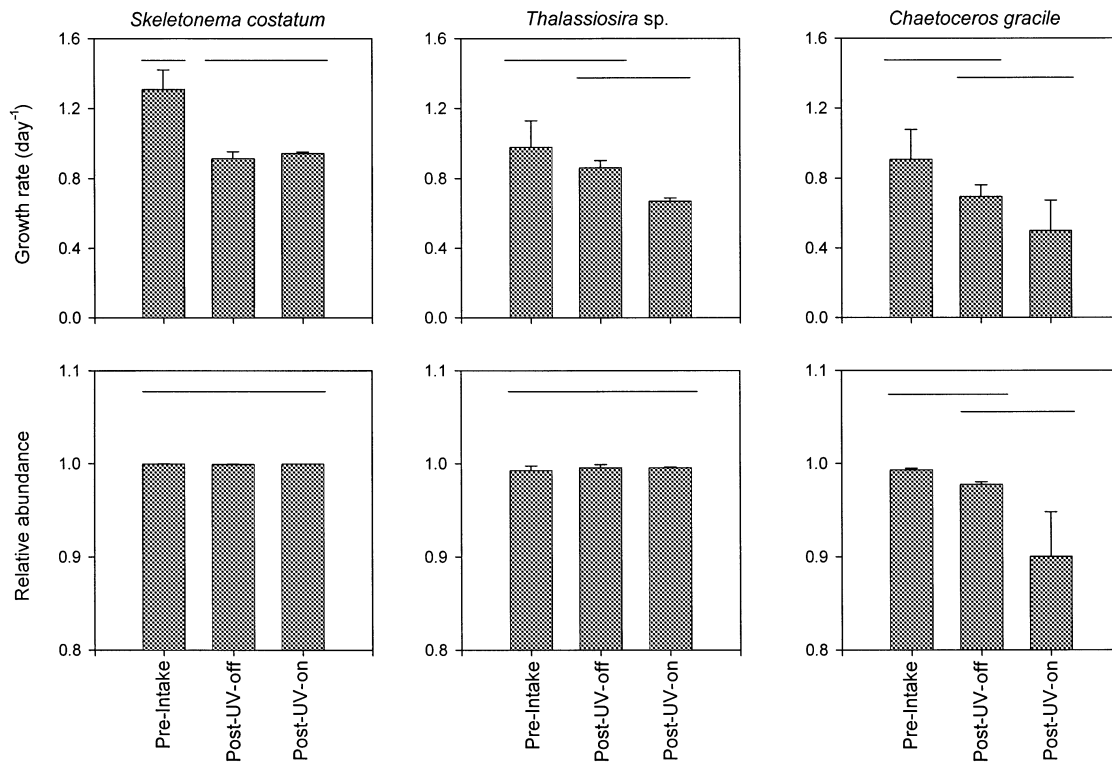 Skeletonema costatum
Thalassiosira sp.
Chaetoceros gracile
Growth rate (day⁻¹)
1.6
1.2
0.8
0.4
0.0
1.6
1.2
0.8
0.4
0.0
1.6
1.2
0.8
0.4
0.0
Relative abundance
1.1
1.0
0.9
0.8
1.1
1.0
0.9
0.8
1.1
1.0
0.9
0.8
Pre-Intake
Post-UV-off
Post-UV-on
Pre-Intake
Post-UV-off
Post-UV-on
Pre-Intake
Post-UV-off
Post-UV-on